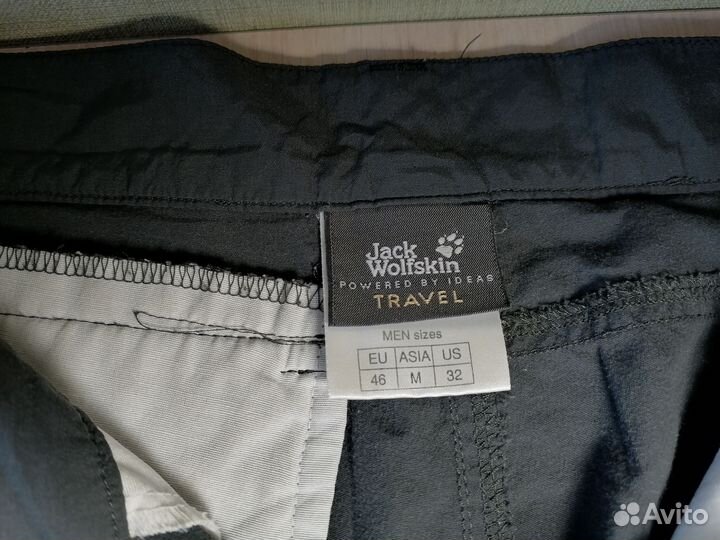 Jack
Wolfskin
POWERED BY IDEAS
TRAVEL
MEN sizes
EU ASIA US
46 M 32
Avito